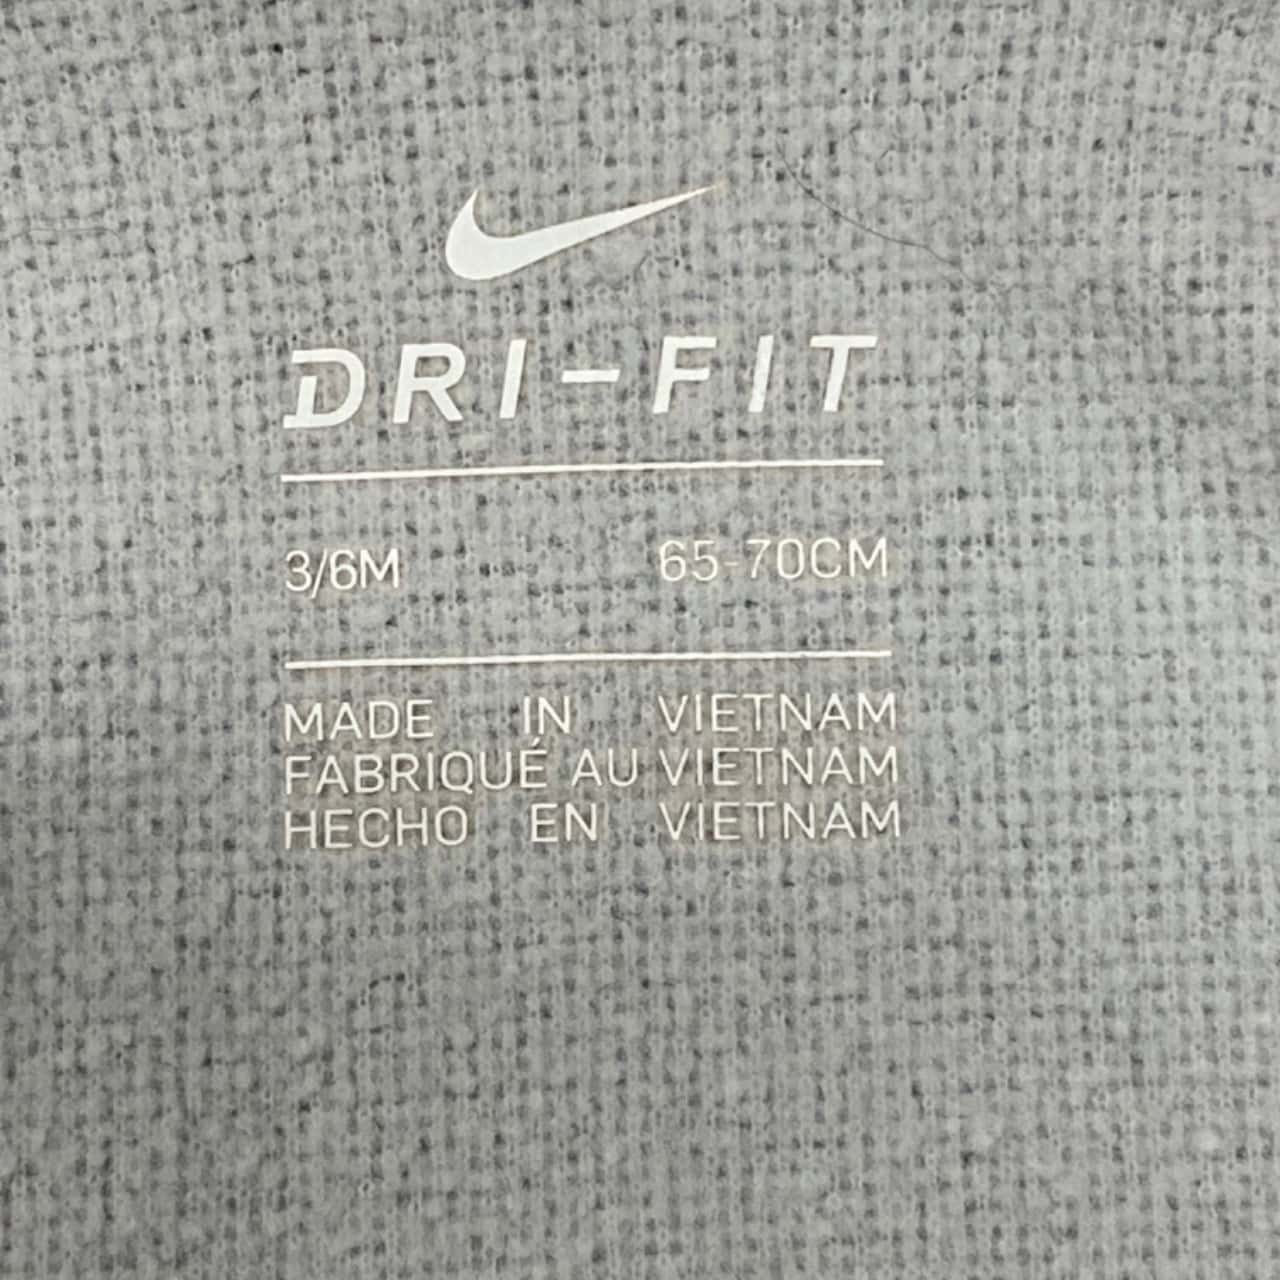 DRI-FIT
3/6M 65-70CM
MADE IN VIETNAM
FABRIQUÉ AU VIETNAM
HECHO EN VIETNAM